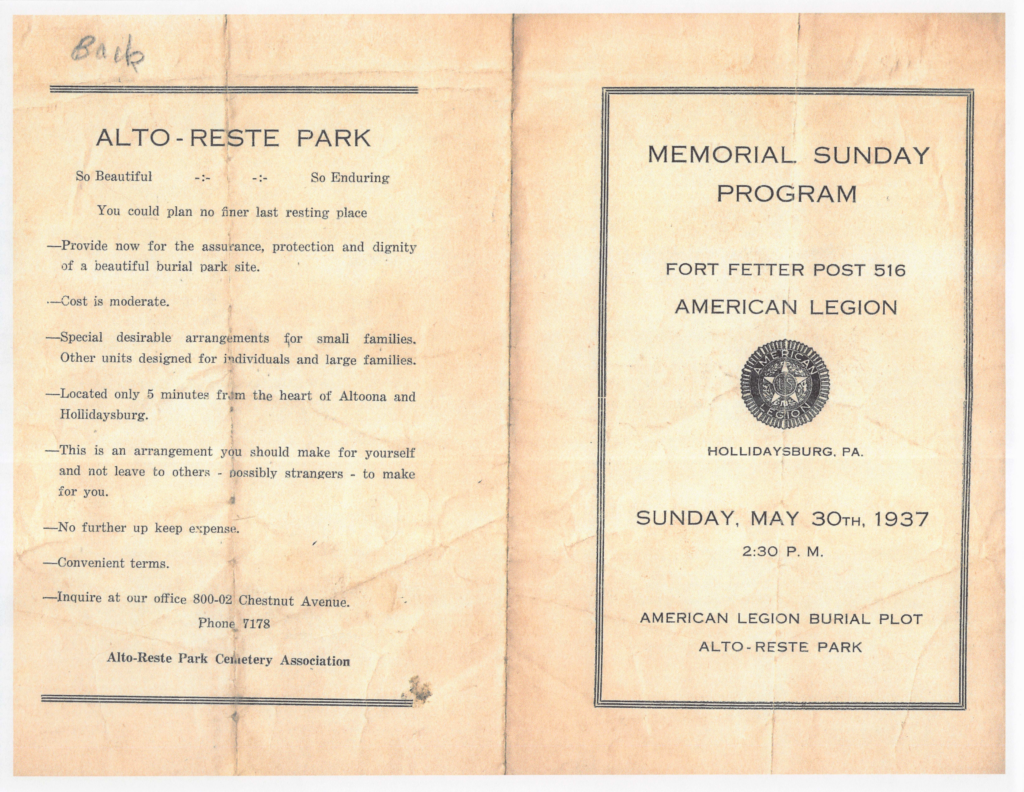 Back
ALTO-RESTE PARK
So Beautiful -:- -:- So Enduring
You could plan no finer last resting place
—Provide now for the assurance, protection and dignity
of a beautiful burial park site.
—Cost is moderate.
—Special desirable arrangements for small families.
Other units designed for individuals and large families.
—Located only 5 minutes from the heart of Altoona and
Hollidaysburg.
—This is an arrangement you should make for yourself
and not leave to others - possibly strangers - to make
for you.
—No further up keep expense.
—Convenient terms.
—Inquire at our office 800-02 Chestnut Avenue.
Phone 7178
Alto-Reste Park Cemetery Association
MEMORIAL SUNDAY
PROGRAM
FORT FETTER POST 516
AMERICAN LEGION
AMERICAN
US
LEGION
HOLLIDAYSBURG, PA.
SUNDAY, MAY 30TH, 1937
2:30 P. M.
AMERICAN LEGION BURIAL PLOT
ALTO-RESTE PARK